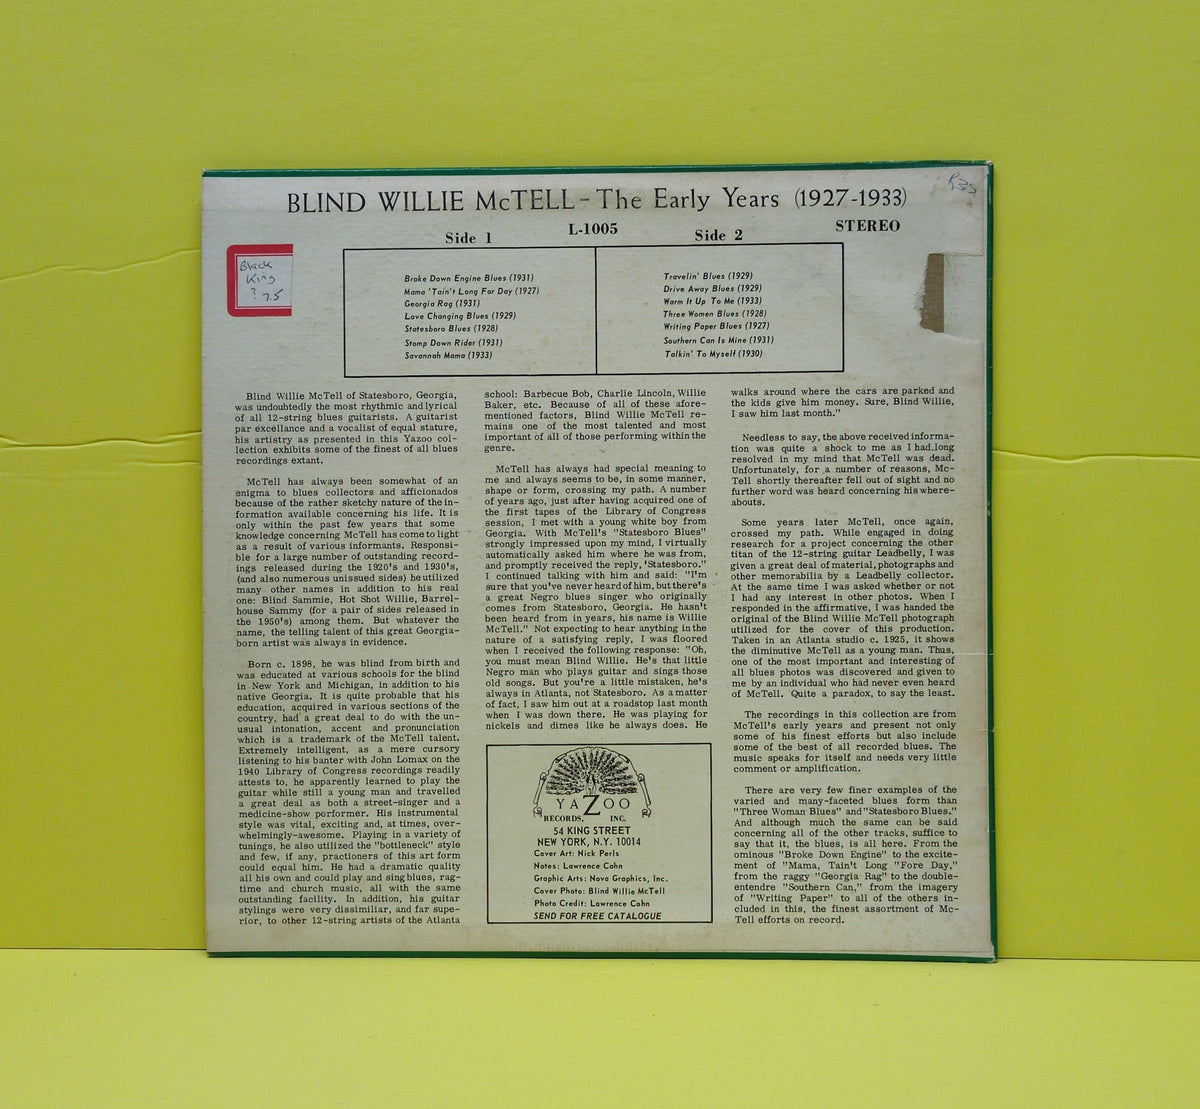 BLIND WILLIE McTELL - The Early Years (1927-1933)
L-1005
STEREO
Side 1
Side 2
Black
King
?
7.5
Broke Down Engine Blues (1931)
Mama 'Tain't Long For Day (1927)
Georgia Rag (1931)
Love Changing Blues (1929)
Statesboro Blues (1928)
Stomp Down Rider (1931)
Savannah Mama (1933)
Travelin' Blues (1929)
Drive Away Blues (1929)
Warm It Up To Me (1933)
Three Women Blues (1928)
Writing Paper Blues (1927)
Southern Can Is Mine (1931)
Talkin' To Myself (1930)
Blind Willie McTell of Statesboro, Georgia,
was undoubtedly the most rhythmic and lyrical
of all 12-string blues guitarists. A guitarist
par excellance and a vocalist of equal stature,
his artistry as presented in this Yazoo col-
lection exhibits some of the finest of all blues
recordings extant.
McTell has always been somewhat of an
enigma to blues collectors and afficionados
because of the rather sketchy nature of the in-
formation available concerning his life. It is
only within the past few years that some
knowledge concerning McTell has come to light
as a result of various informants. Responsi-
ble for a large number of outstanding record-
ings released during the 1920's and 1930's,
(and also numerous unissued sides) he utilized
many other names in addition to his real
one: Blind Sammie, Hot Shot Willie, Barrel-
house Sammy (for a pair of sides released in
the 1950's) among them. But whatever the
name, the telling talent of this great Georgia-
born artist was always in evidence.
Born c. 1898, he was blind from birth and
was educated at various schools for the blind
in New York and Michigan, in addition to his
native Georgia. It is quite probable that his
education, acquired in various sections of the
country, had a great deal to do with the un-
usual intonation, accent and pronunciation
which is a trademark of the McTell talent.
Extremely intelligent, as a mere cursory
listening to his banter with John Lomax on the
1940 Library of Congress recordings readily
attests to, he apparently learned to play the
guitar while still a young man and travelled
a great deal as both a street-singer and a
medicine-show porformer. His instrumental
style was vital, exciting and, at times, over-
whelmingly-awesome. Playing in a variety of
tunings, he also utilized the "bottleneck" style
and few, if any, practioners of this art form
could equal him. He had a dramatic quality
all his own and could play and sing blues, rag-
time and church music, all with the same
outstanding facility. In addition, his guitar
stylings were very dissimiliar, and far supe-
rior, to other 12-string artists of the Atlanta
school: Barbecue Bob, Charlie Lincoln, Willie
Baker, etc. Because of all of these afore-
mentioned factors, Blind Willie McTell re-
mains one of the most talented and most
important of all of those performing within the
genre.
McTell has always had special meaning to
me and always seems to be, in some manner,
shape or form, crossing my path. A number
of years ago, just after having acquired one of
the first tapes of the Library of Congress
session, I met with a young white boy from
Georgia. With McTell's "Statesboro Blues"
strongly impressed upon my mind, I virtually
automatically asked him where he was from,
and promptly received the reply, 'Statesboro."
I continued talking with him and said: "I'm
sure that you've never heard of him, but there's
a great Negro blues singer who originally
comes from Statesboro, Georgia. He hasn't
been heard from in years, his name is Willie
McTell." Not expecting to hear anything in the
nature of a satisfying reply, I was floored
when I received the following response: "Oh,
you must mean Blind Willie. He's that little
Negro man who plays guitar and sings those
old songs. But you're a little mistaken, he's
always in Atlanta, not Statesboro. As a matter
of fact, I saw him out at a roadstop last month
when I was down there. He was playing for
nickels and dimes like he always does. He
YAZOO
RECORDS, INC.
54 KING STREET
NEW YORK, N.Y. 10014
Cover Art: Nick Perls
Notes: Lawrence Cohn
Graphic Arts: Nova Graphics, Inc.
Cover Photo: Blind Willie McTell
Photo Credit: Lawrence Cohn
SEND FOR FREE CATALOGUE
walks around where the cars are parked and
the kids give him money. Sure, Blind Willie,
I saw him last month."
Needless to say, the above received informa-
tion was quite a shock to me as I had long
resolved in my mind that McTell was dead.
Unfortunately, for a number of reasons, Mc-
Tell shortly thereafter fell out of sight and no
further word was heard concerning his where-
abouts.
Some years later McTell, once again,
crossed my path. While engaged in doing
research for a project concerning the other
titan of the 12-string guitar Leadbelly, I was
given a great deal of material, photographs and
other memorabilia by a Leadbelly collector.
At the same time I was asked whether or not
I had any interest in other photos. When I
responded in the affirmative, I was handed the
original of the Blind Willie McTell photograph
utilized for the cover of this production.
Taken in an Atlanta studio c. 1925, it shows
the diminutive McTell as a young man. Thus,
one of the most important and interesting of
all blues photos was discovered and given to
me by an individual who had never even heard
of McTell. Quite a paradox, to say the least.
The recordings in this collection are from
McTell's early years and present not only
some of his finest efforts but also include
some of the best of all recorded blues. The
music speaks for itself and needs very little
comment or amplification.
There are very few finer examples of the
varied and many-faceted blues form than
"Three Woman Blues" and "Statesboro Blues."
And although much the same can be said
concerning all of the other tracks, suffice to
say that it, the blues, is all here. From the
ominous "Broke Down Engine" to the excite-
ment of "Mama, Tain't Long "Fore Day,"
from the raggy "Georgia Rag" to the double-
entendre "Southern Can," from the imagery
of "Writing Paper" to all of the others in-
cluded in this, the finest assortment of Mc-
Tell efforts on record.